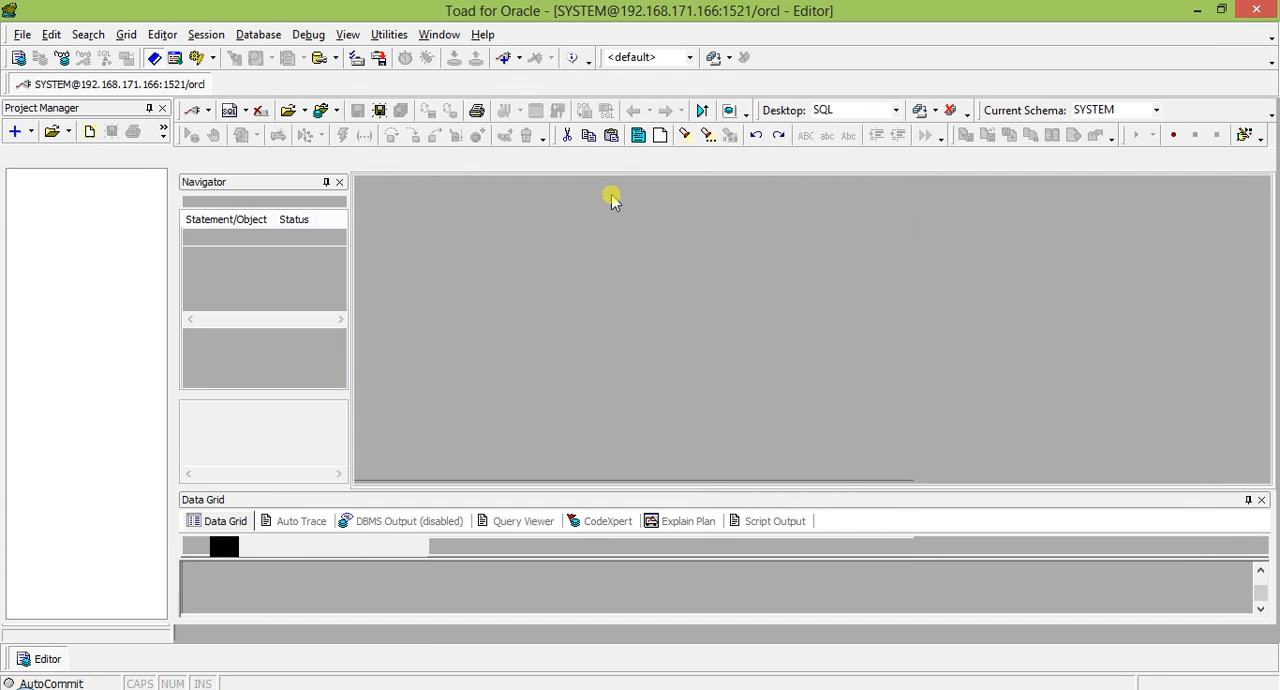 Toad for Oracle - [SYSTEM@192.168.171.166:1521/orcl - Editor]
File Edit Search Grid Editor Session Database Debug View Utilities Window Help
<default>
SYSTEM@192.168.171.166:1521/orcl
Project Manager
Desktop: SQL Current Schema: SYSTEM
ABC abc Abc
Navigator
Statement/Object Status
Data Grid
Data Grid Auto Trace DBMS Output (disabled) Query Viewer CodeXpert Explain Plan Script Output
Editor
AutoCommit CAPS NUM INS